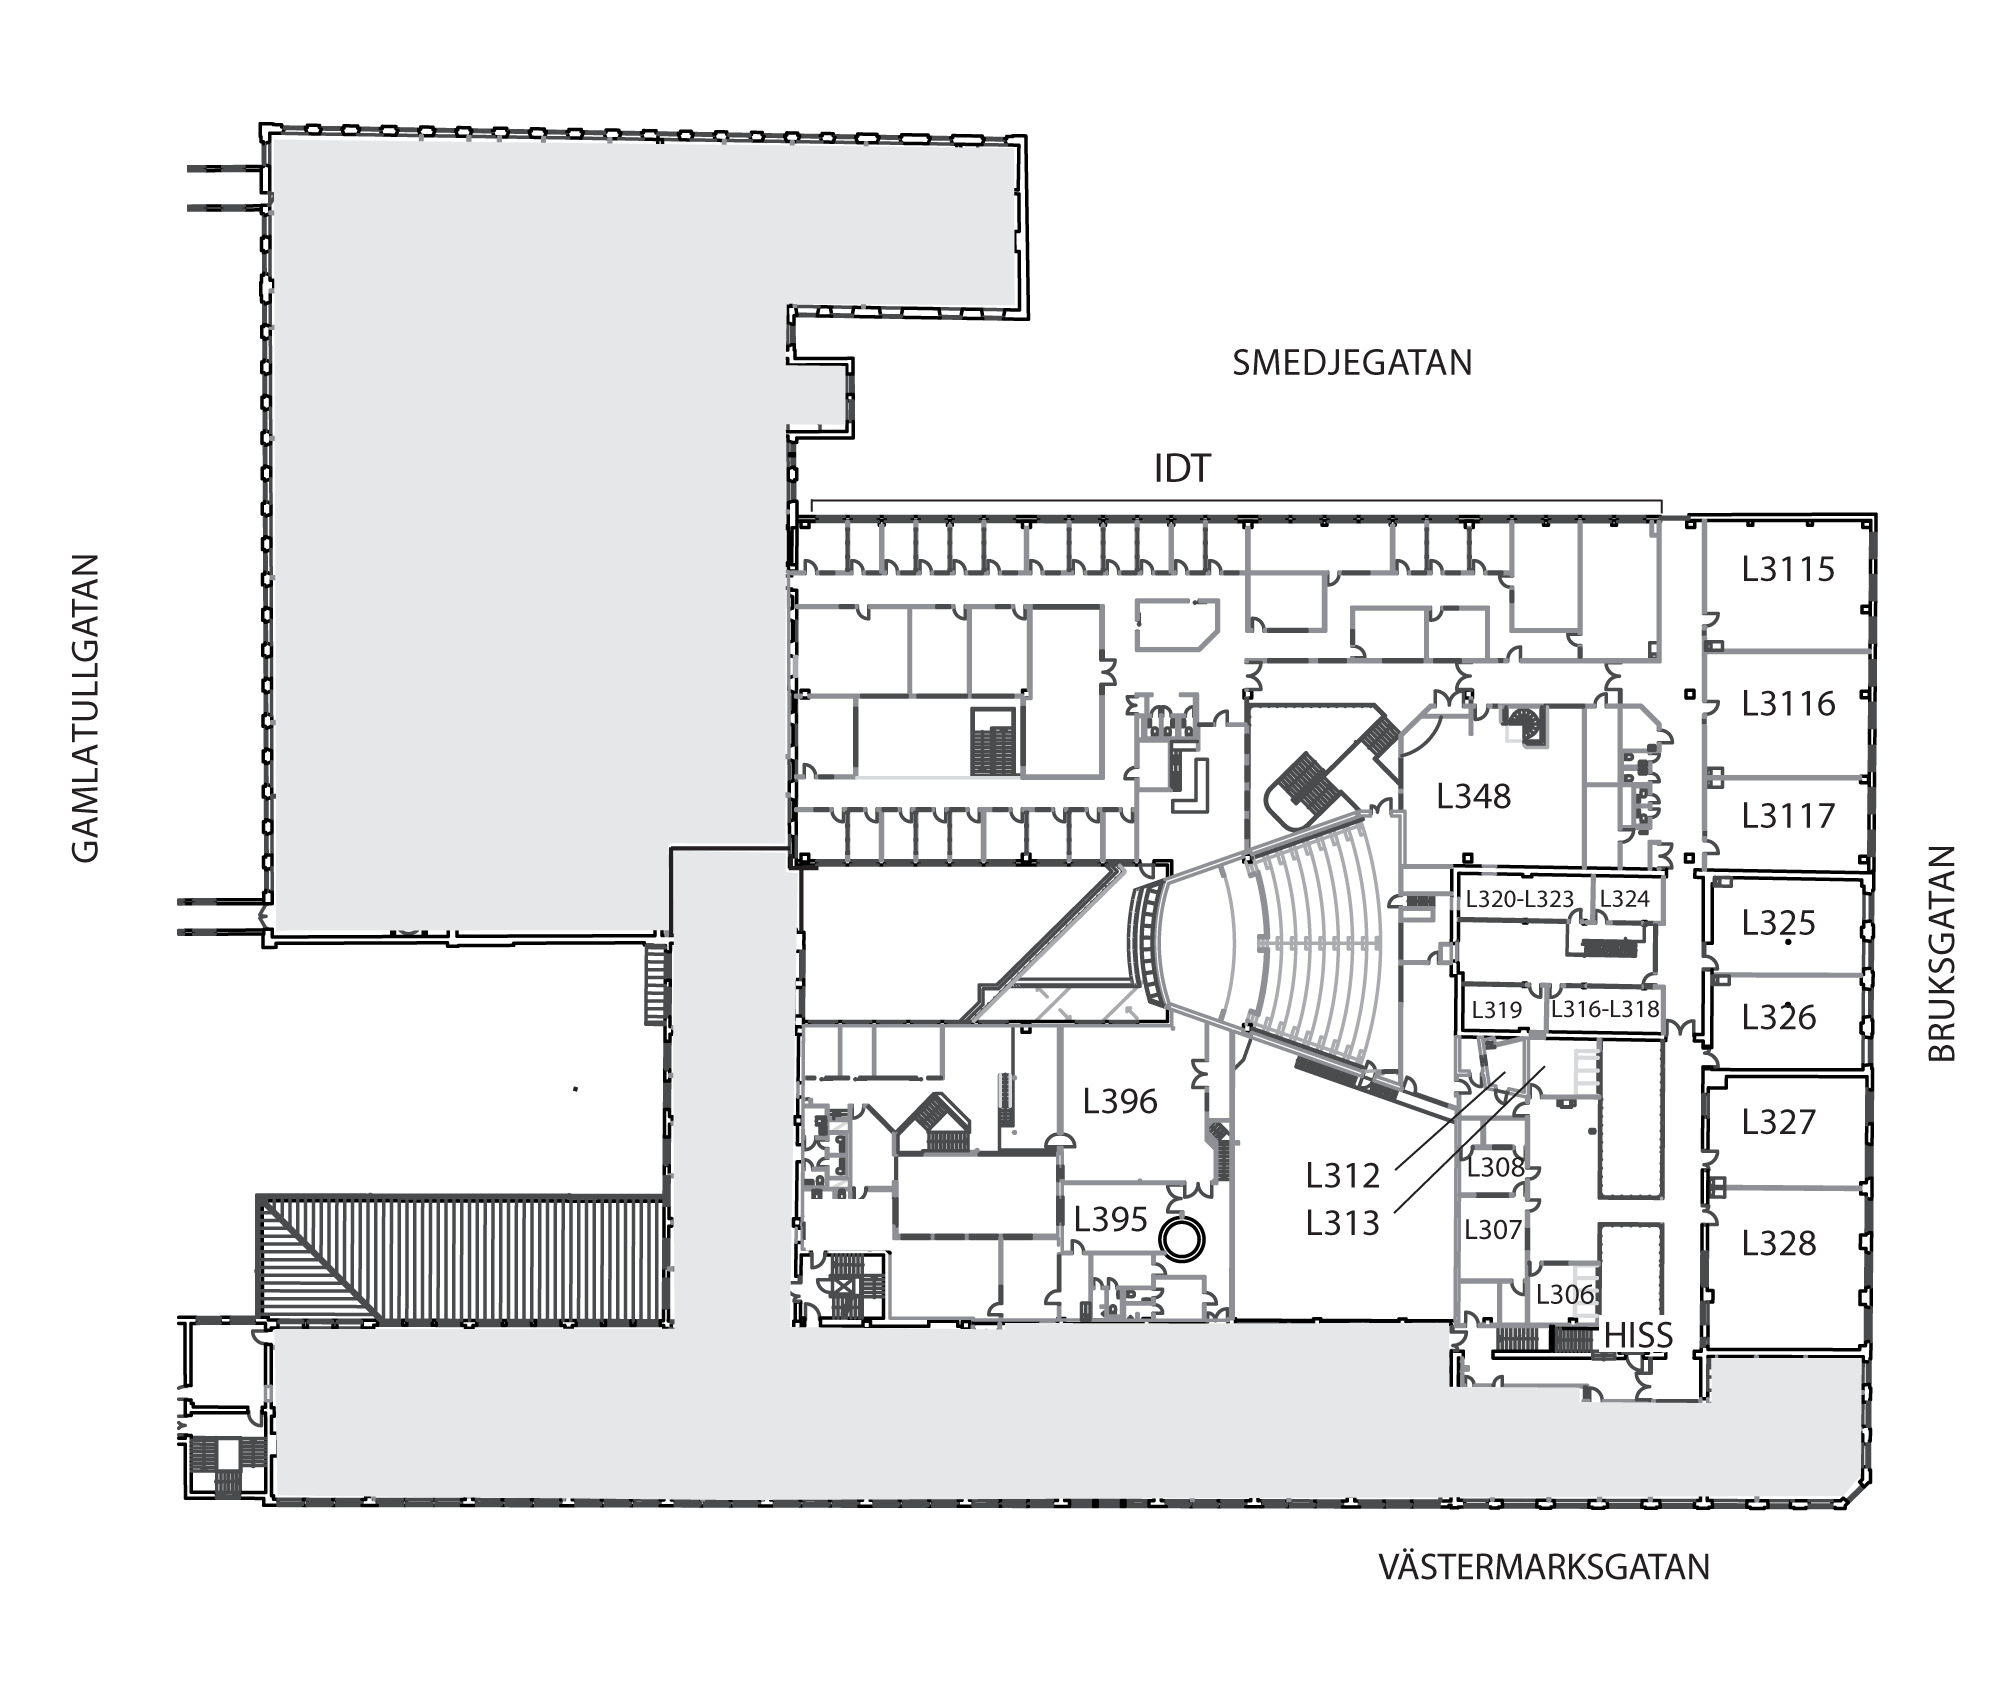 SMEDJEGATAN
IDT
GAMLATULLGATAN
L3115
L3116
L348
L3117
BRUKSGATAN
L320-L323
L324
L325
L319
L316-L318
L326
L396
L327
L312
L308
L313
L395
L307
L328
L306
HISS
VÄSTERMARKSGATAN